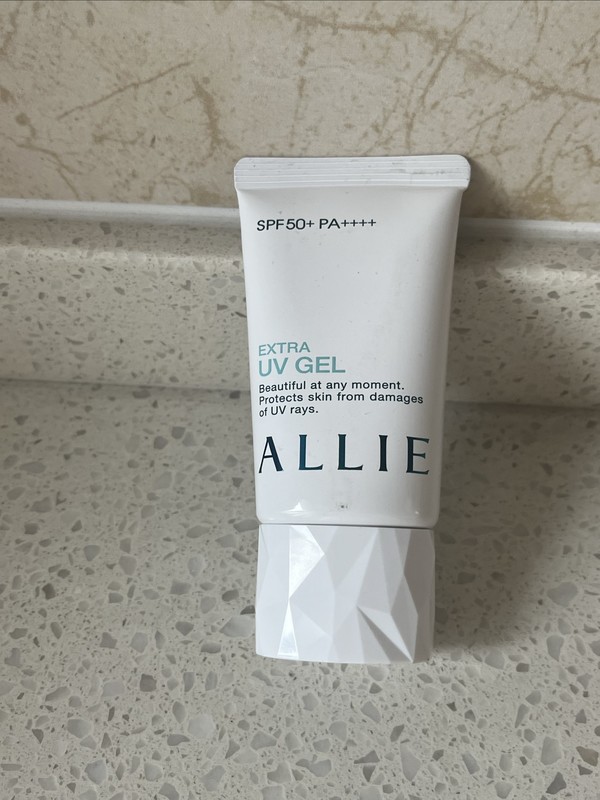 SPF50+ PA++++
EXTRA
UV GEL
Beautiful at any moment.
Protects skin from damages
of UV rays.
ALLIE